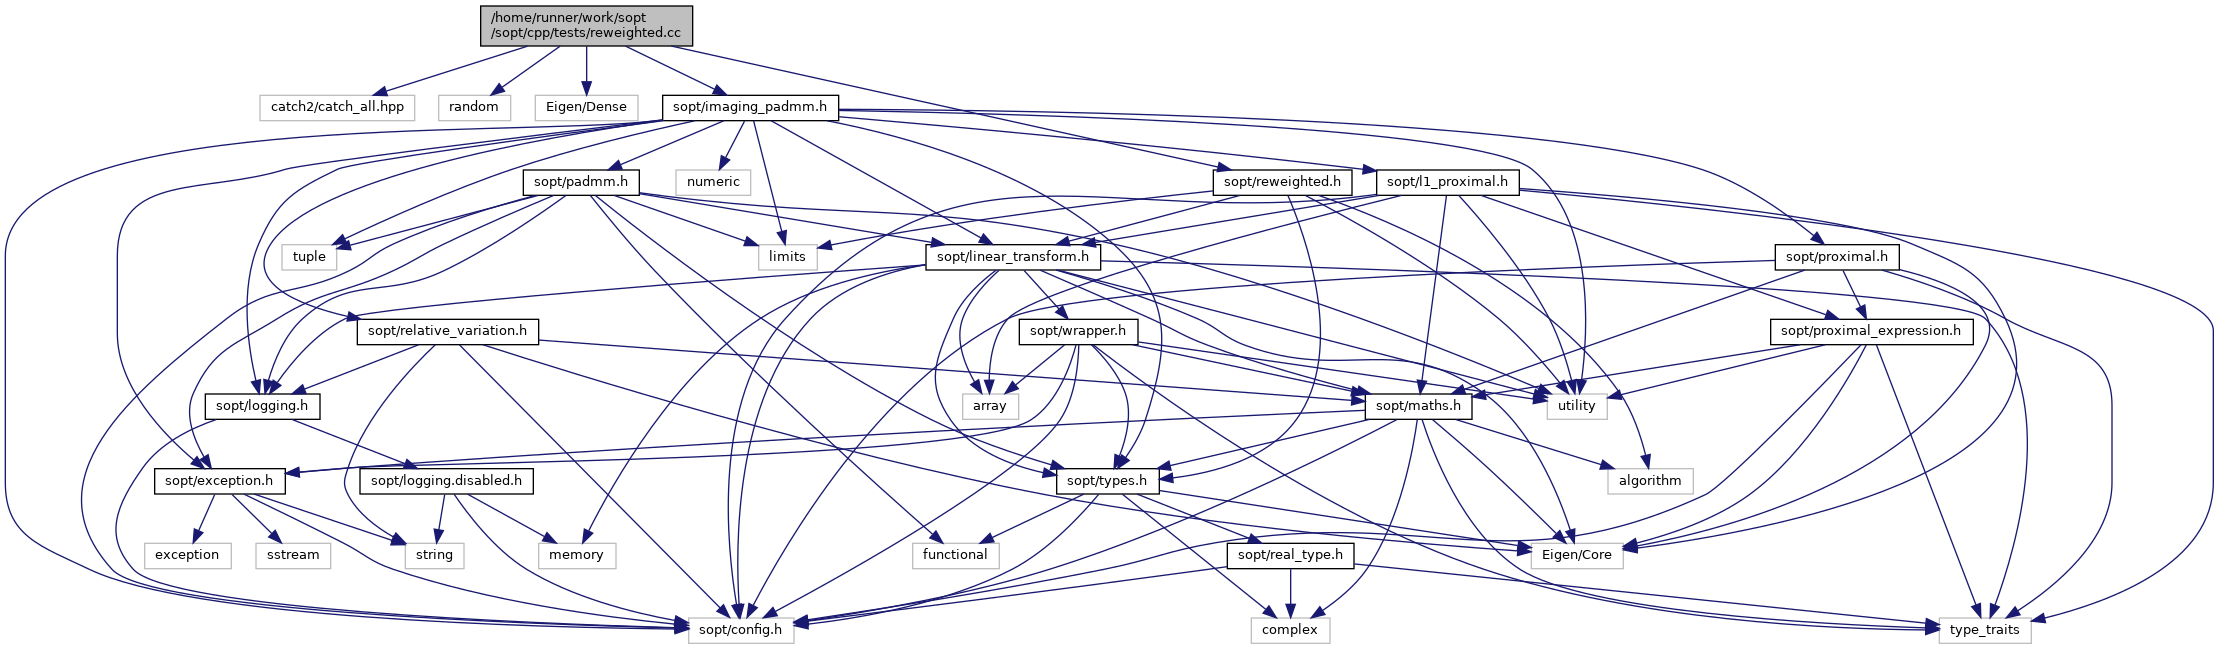 /home/runner/work/sopt
/sopt/cpp/tests/reweighted.cc
catch2/catch_all.hpp
random
Eigen/Dense
sopt/imaging_padmm.h
sopt/padmm.h
numeric
sopt/reweighted.h
sopt/l1_proximal.h
tuple
limits
sopt/linear_transform.h
sopt/proximal.h
sopt/relative_variation.h
sopt/wrapper.h
sopt/proximal_expression.h
sopt/logging.h
array
sopt/maths.h
utility
sopt/exception.h
sopt/logging.disabled.h
sopt/types.h
algorithm
exception
sstream
string
memory
functional
sopt/real_type.h
Eigen/Core
sopt/config.h
complex
type_traits